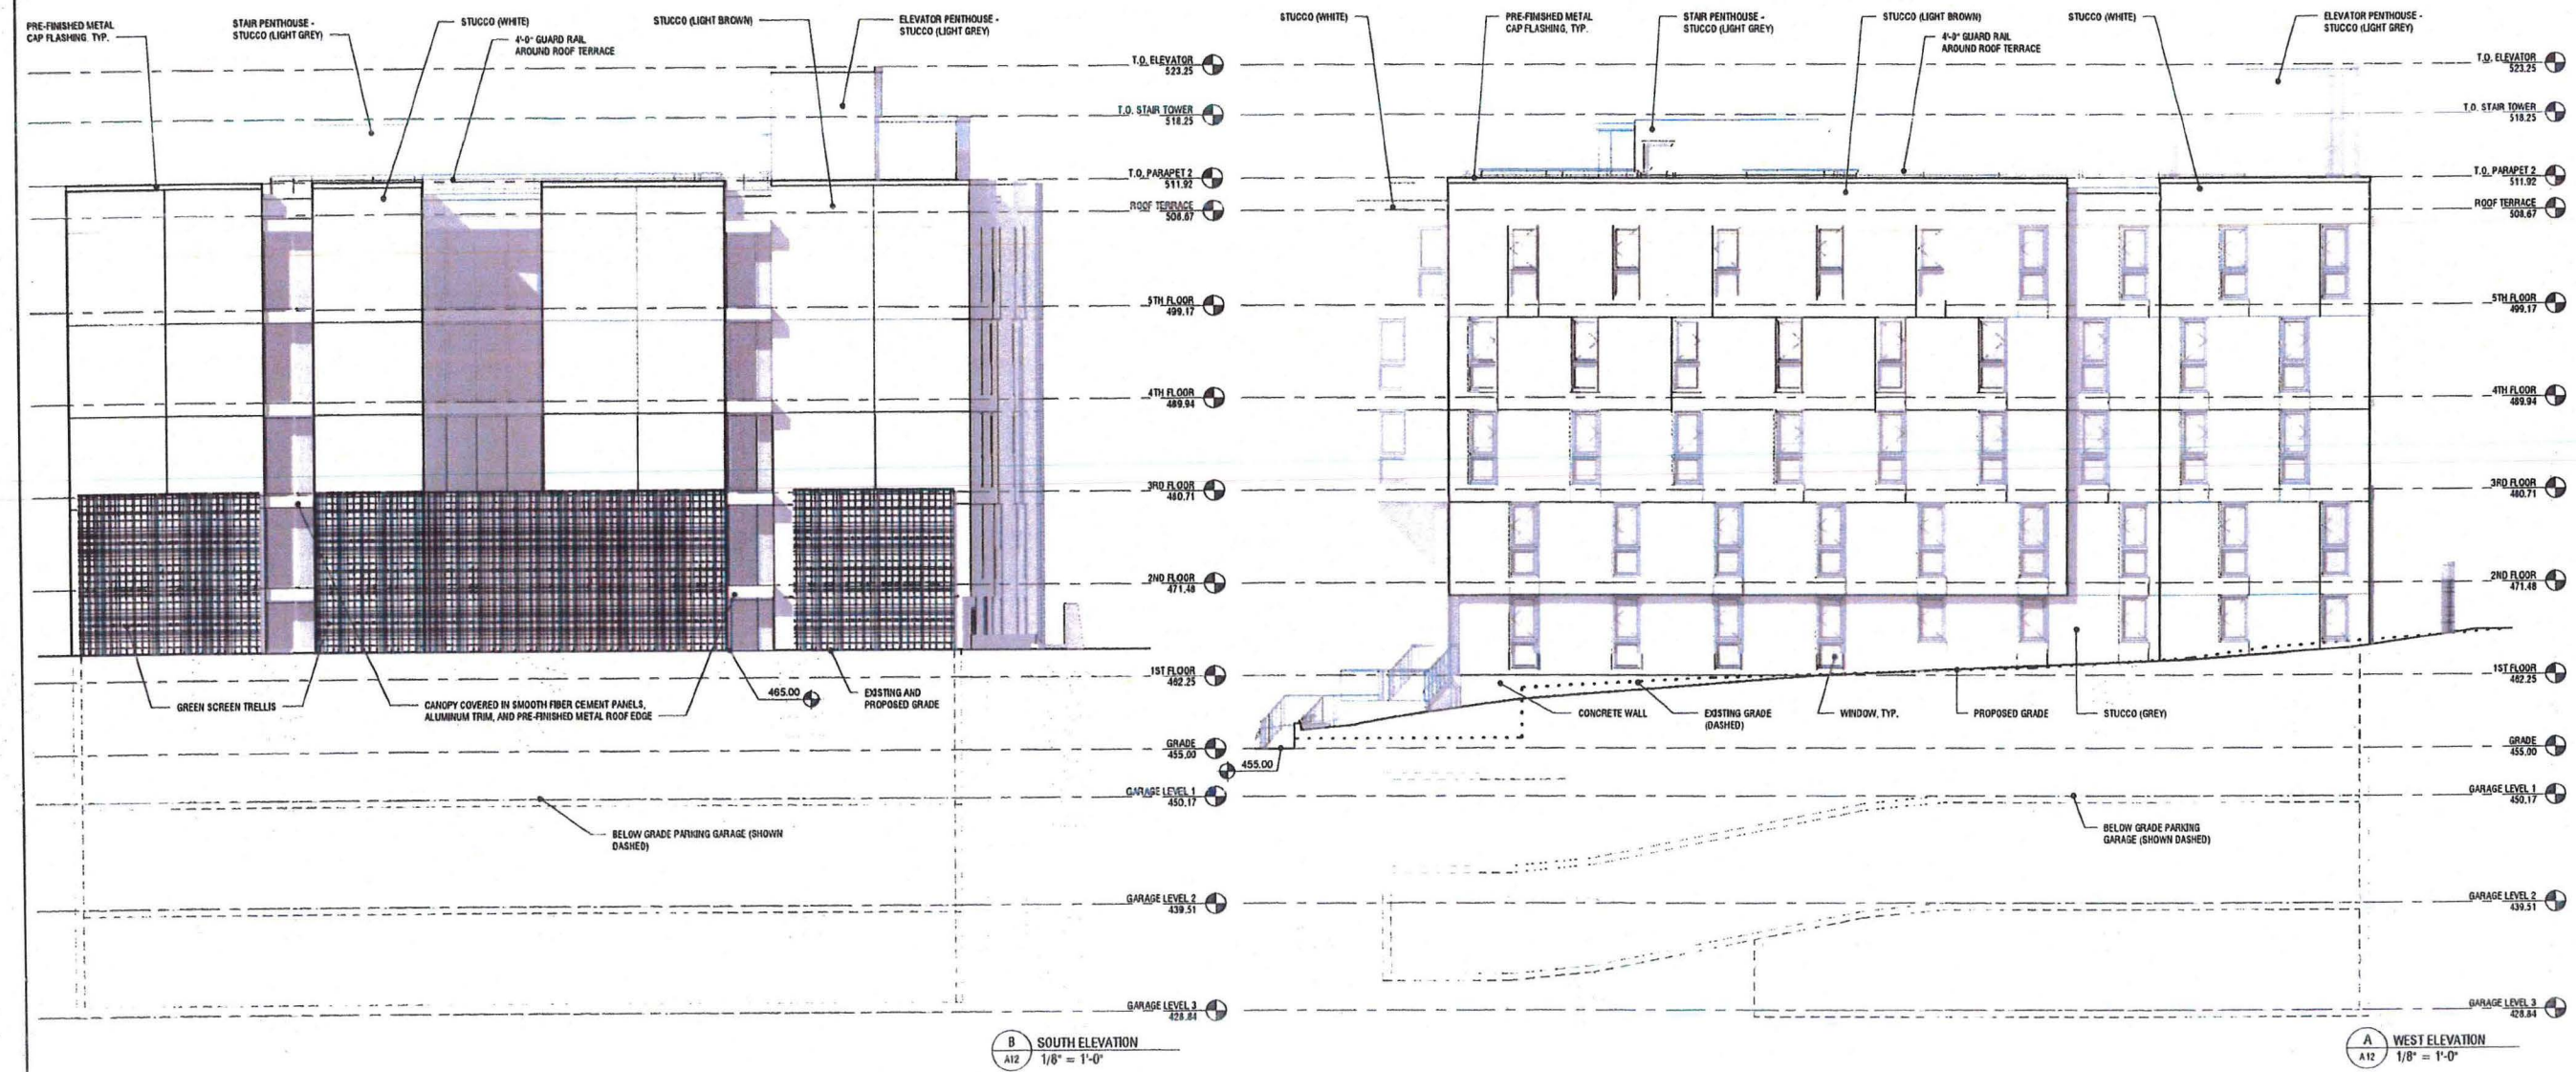 PRE-FINISHED METAL
CAP FLASHING, TYP.
STAIR PENTHOUSE -
STUCCO (LIGHT GREY)
STUCCO (WHITE)
4'-0" GUARD RAIL
AROUND ROOF TERRACE
STUCCO (LIGHT BROWN)
ELEVATOR PENTHOUSE -
STUCCO (LIGHT GREY)
T.O. ELEVATOR
523.25
T.O. STAIR TOWER
518.25
T.O. PARAPET 2
511.92
ROOF TERRACE
508.67
5TH FLOOR
499.17
4TH FLOOR
489.94
3RD FLOOR
480.71
2ND FLOOR
471.48
1ST FLOOR
462.25
GRADE
455.00
GARAGE LEVEL 1
450.17
GARAGE LEVEL 2
439.51
GARAGE LEVEL 3
428.84
GREEN SCREEN TRELLIS
CANOPY COVERED IN SMOOTH FIBER CEMENT PANELS,
ALUMINUM TRIM, AND PRE-FINISHED METAL ROOF EDGE
465.00
EXISTING AND
PROPOSED GRADE
BELOW GRADE PARKING GARAGE (SHOWN
DASHED)
B
A12
SOUTH ELEVATION
1/8" = 1'-0"
STUCCO (WHITE)
PRE-FINISHED METAL
CAP FLASHING, TYP.
STAIR PENTHOUSE -
STUCCO (LIGHT GREY)
STUCCO (LIGHT BROWN)
4'-0" GUARD RAIL
AROUND ROOF TERRACE
STUCCO (WHITE)
ELEVATOR PENTHOUSE -
STUCCO (LIGHT GREY)
T.O. ELEVATOR
523.25
T.O. STAIR TOWER
518.25
T.O. PARAPET 2
511.92
ROOF TERRACE
508.67
5TH FLOOR
499.17
4TH FLOOR
489.94
3RD FLOOR
480.71
2ND FLOOR
471.48
1ST FLOOR
462.25
GRADE
455.00
GARAGE LEVEL 1
450.17
GARAGE LEVEL 2
439.51
GARAGE LEVEL 3
428.84
455.00
CONCRETE WALL
EXISTING GRADE
(DASHED)
WINDOW, TYP.
PROPOSED GRADE
STUCCO (GREY)
BELOW GRADE PARKING
GARAGE (SHOWN DASHED)
A
A12
WEST ELEVATION
1/8" = 1'-0"